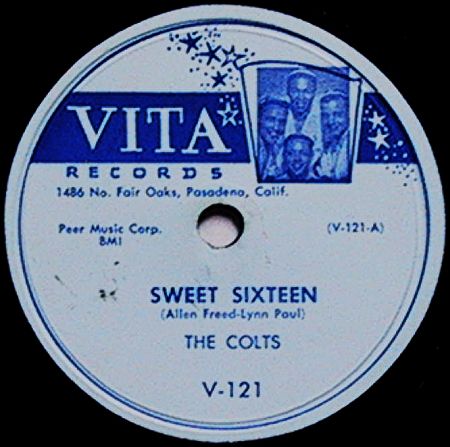 VITA
RECORDS
1486 No. Fair Oaks, Pasadena, Calif.
Peer Music Corp.
BMI
(V-121-A)
SWEET SIXTEEN
(Allen Freed-Lynn Paul)
THE COLTS
V-121